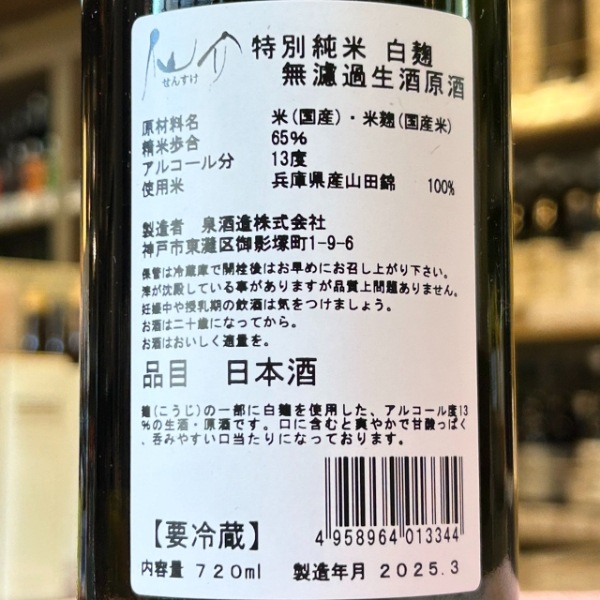 仙介 特別純米 白麹
せんすけ 無濾過生酒原酒
原材料名 米(国産)・米麹(国産米)
精米歩合 65%
アルコール分 13度
使用米 兵庫県産山田錦 100%
製造者 泉酒造株式会社
神戸市東灘区御影塚町1-9-6
保管は冷蔵庫で開栓後はお早めにお召し上がり下さい。
滓が沈殿している事がありますが品質上問題ありません。
妊娠中や授乳期の飲酒は気をつけましょう。
お酒は二十歳になってから。
お酒はおいしく適量を。
品目 日本酒
麹(こうじ)の一部に白麹を使用した、アルコール度13
%の生酒・原酒です。口に含むと爽やかで甘酸っぱく
、呑みやすい口当たりになっております。
【要冷蔵】
4 958964 013344
内容量 720ml 製造年月 2025.3